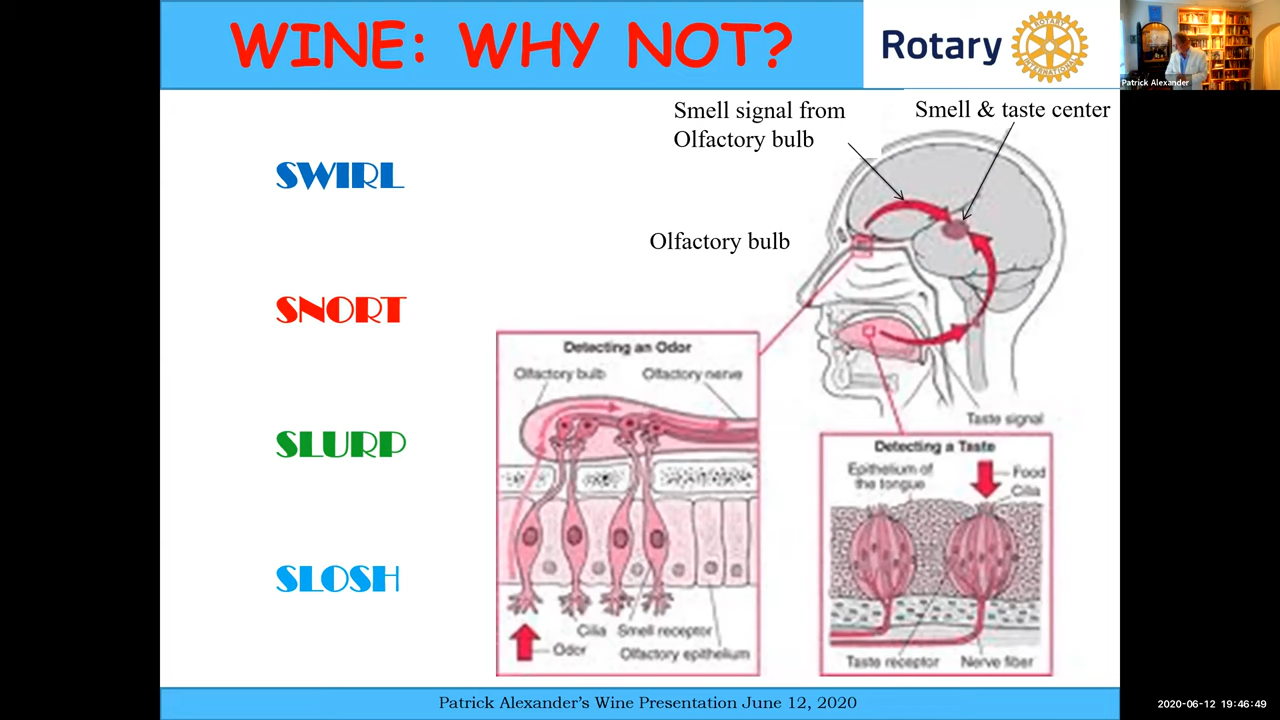 WINE: WHY NOT?
Rotary
ROTARY
INTERNATIONAL
Patrick Alexander
Smell signal from
Olfactory bulb
Smell & taste center
SWIRL
Olfactory bulb
SNORT
Detecting an Odor
Olfactory bulb
Olfactory nerve
Taste signal
SLURP
Detecting a Taste
Epithelium of
the tongue
Food
Cilia
SLOSH
Cilia
Smell receptor
Odor
Olfactory epithelium
Taste receptor
Nerve fiber
Patrick Alexander's Wine Presentation June 12, 2020
2020-06-12 19:46:49